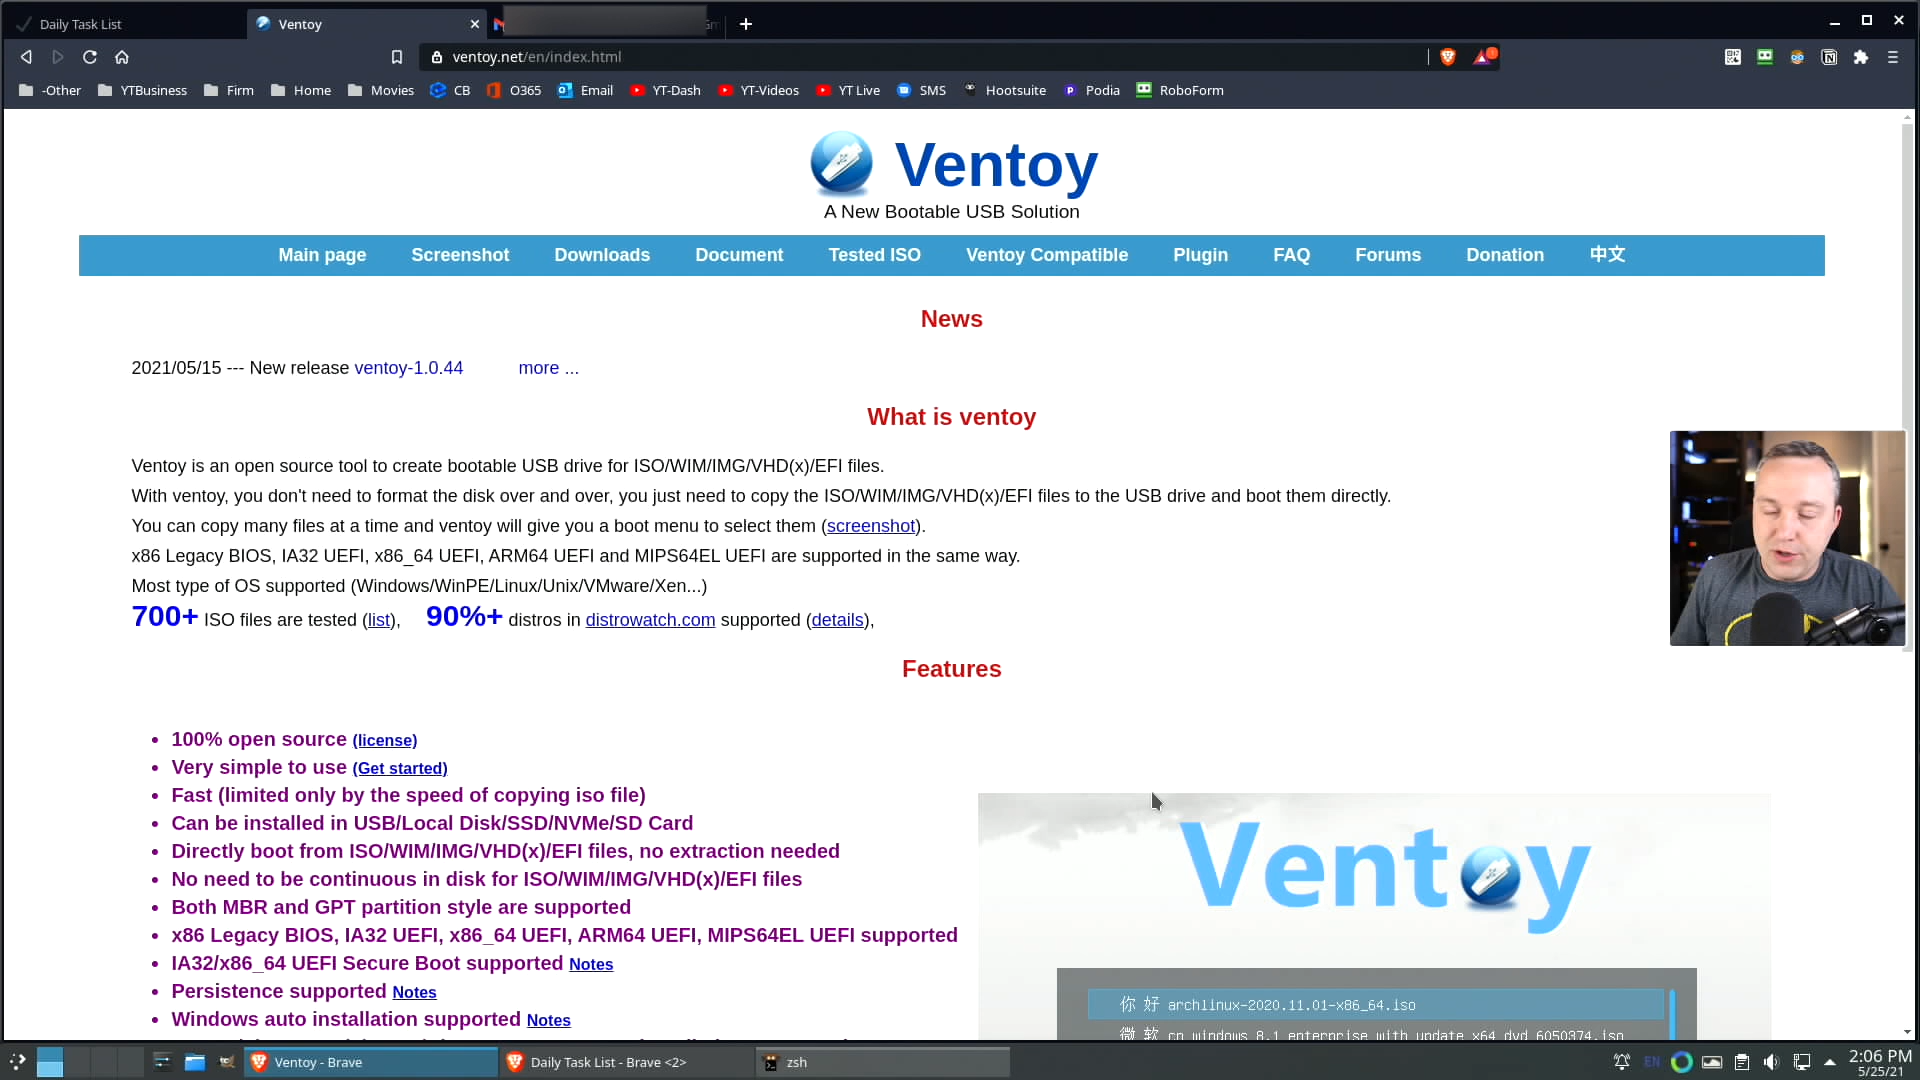 Daily Task List
Ventoy
ventoy.net/en/index.html
-Other
YTBusiness
Firm
Home
Movies
CB
O365
Email
YT-Dash
YT-Videos
YT Live
SMS
Hootsuite
Podia
RoboForm
Ventoy
A New Bootable USB Solution
Main page
Screenshot
Downloads
Document
Tested ISO
Ventoy Compatible
Plugin
FAQ
Forums
Donation
中文
News
2021/05/15 --- New release ventoy-1.0.44 more ...
What is ventoy
Ventoy is an open source tool to create bootable USB drive for ISO/WIM/IMG/VHD(x)/EFI files.
With ventoy, you don't need to format the disk over and over, you just need to copy the ISO/WIM/IMG/VHD(x)/EFI files to the USB drive and boot them directly.
You can copy many files at a time and ventoy will give you a boot menu to select them (screenshot).
x86 Legacy BIOS, IA32 UEFI, x86_64 UEFI, ARM64 UEFI and MIPS64EL UEFI are supported in the same way.
Most type of OS supported (Windows/WinPE/Linux/Unix/VMware/Xen...)
700+ ISO files are tested (list), 90%+ distros in distrowatch.com supported (details),
Features
• 100% open source (license)
• Very simple to use (Get started)
• Fast (limited only by the speed of copying iso file)
• Can be installed in USB/Local Disk/SSD/NVMe/SD Card
• Directly boot from ISO/WIM/IMG/VHD(x)/EFI files, no extraction needed
• No need to be continuous in disk for ISO/WIM/IMG/VHD(x)/EFI files
• Both MBR and GPT partition style are supported
• x86 Legacy BIOS, IA32 UEFI, x86_64 UEFI, ARM64 UEFI, MIPS64EL UEFI supported
• IA32/x86_64 UEFI Secure Boot supported Notes
• Persistence supported Notes
• Windows auto installation supported Notes
Ventoy
你 好 archlinux-2020.11.01-x86_64.iso
微 软 cn_windows_8.1_enterprise_with_update_x64_dvd_6050374.iso
Ventoy - Brave
Daily Task List - Brave <2>
zsh
EN
2:06 PM
5/25/21